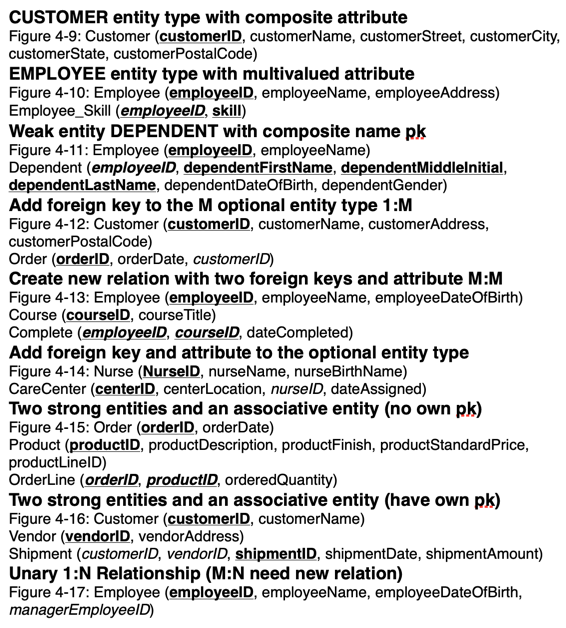 CUSTOMER entity type with composite attribute
Figure 4-9: Customer (customerID, customerName, customerStreet, customerCity,
customerState, customerPostalCode)
EMPLOYEE entity type with multivalued attribute
Figure 4-10: Employee (employeeID, employeeName, employeeAddress)
Employee_Skill (employeeID, skill)
Weak entity DEPENDENT with composite name pk
Figure 4-11: Employee (employeeID, employeeName)
Dependent (employeeID, dependentFirstName, dependentMiddleInitial,
dependentLastName, dependentDateOfBirth, dependentGender)
Add foreign key to the M optional entity type 1:M
Figure 4-12: Customer (customerID, customerName, customerAddress,
customerPostalCode)
Order (orderID, orderDate, customerID)
Create new relation with two foreign keys and attribute M:M
Figure 4-13: Employee (employeeID, employeeName, employeeDateOfBirth)
Course (courseID, courseTitle)
Complete (employeeID, courseID, dateCompleted)
Add foreign key and attribute to the optional entity type
Figure 4-14: Nurse (NurseID, nurseName, nurseBirthName)
CareCenter (centerID, centerLocation, nurseID, dateAssigned)
Two strong entities and an associative entity (no own pk)
Figure 4-15: Order (orderID, orderDate)
Product (productID, productDescription, productFinish, productStandardPrice,
productLineID)
OrderLine (orderID, productID, orderedQuantity)
Two strong entities and an associative entity (have own pk)
Figure 4-16: Customer (customerID, customerName)
Vendor (vendorID, vendorAddress)
Shipment (customerID, vendorID, shipmentID, shipmentDate, shipmentAmount)
Unary 1:N Relationship (M:N need new relation)
Figure 4-17: Employee (employeeID, employeeName, employeeDateOfBirth,
managerEmployeeID)